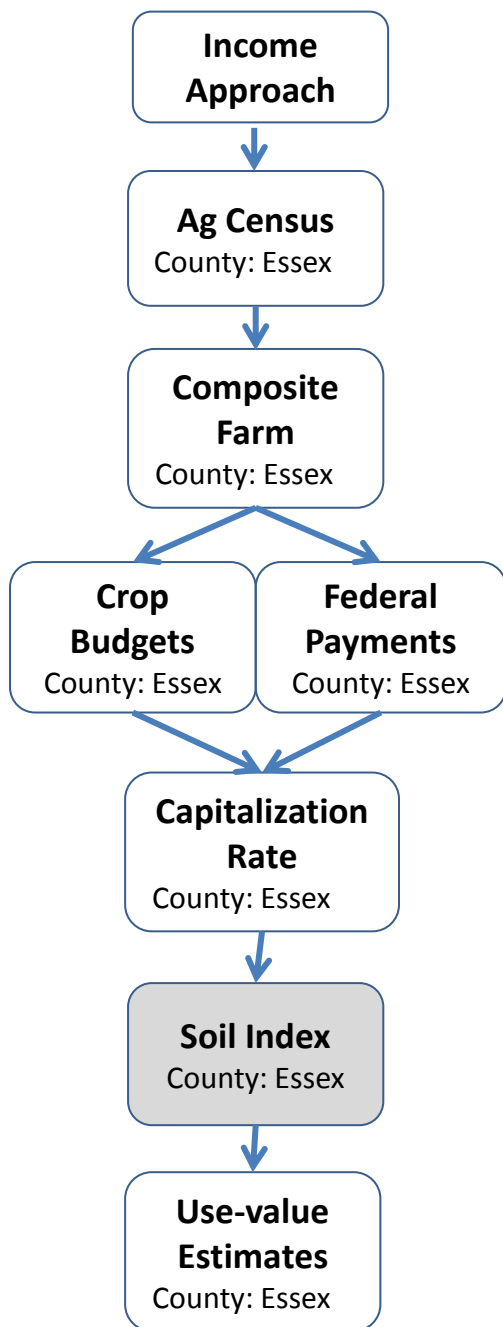 Income
Approach
Ag Census
County: Essex
Composite
Farm
County: Essex
Crop
Budgets
County: Essex
Federal
Payments
County: Essex
Capitalization
Rate
County: Essex
Soil Index
County: Essex
Use-value
Estimates
County: Essex